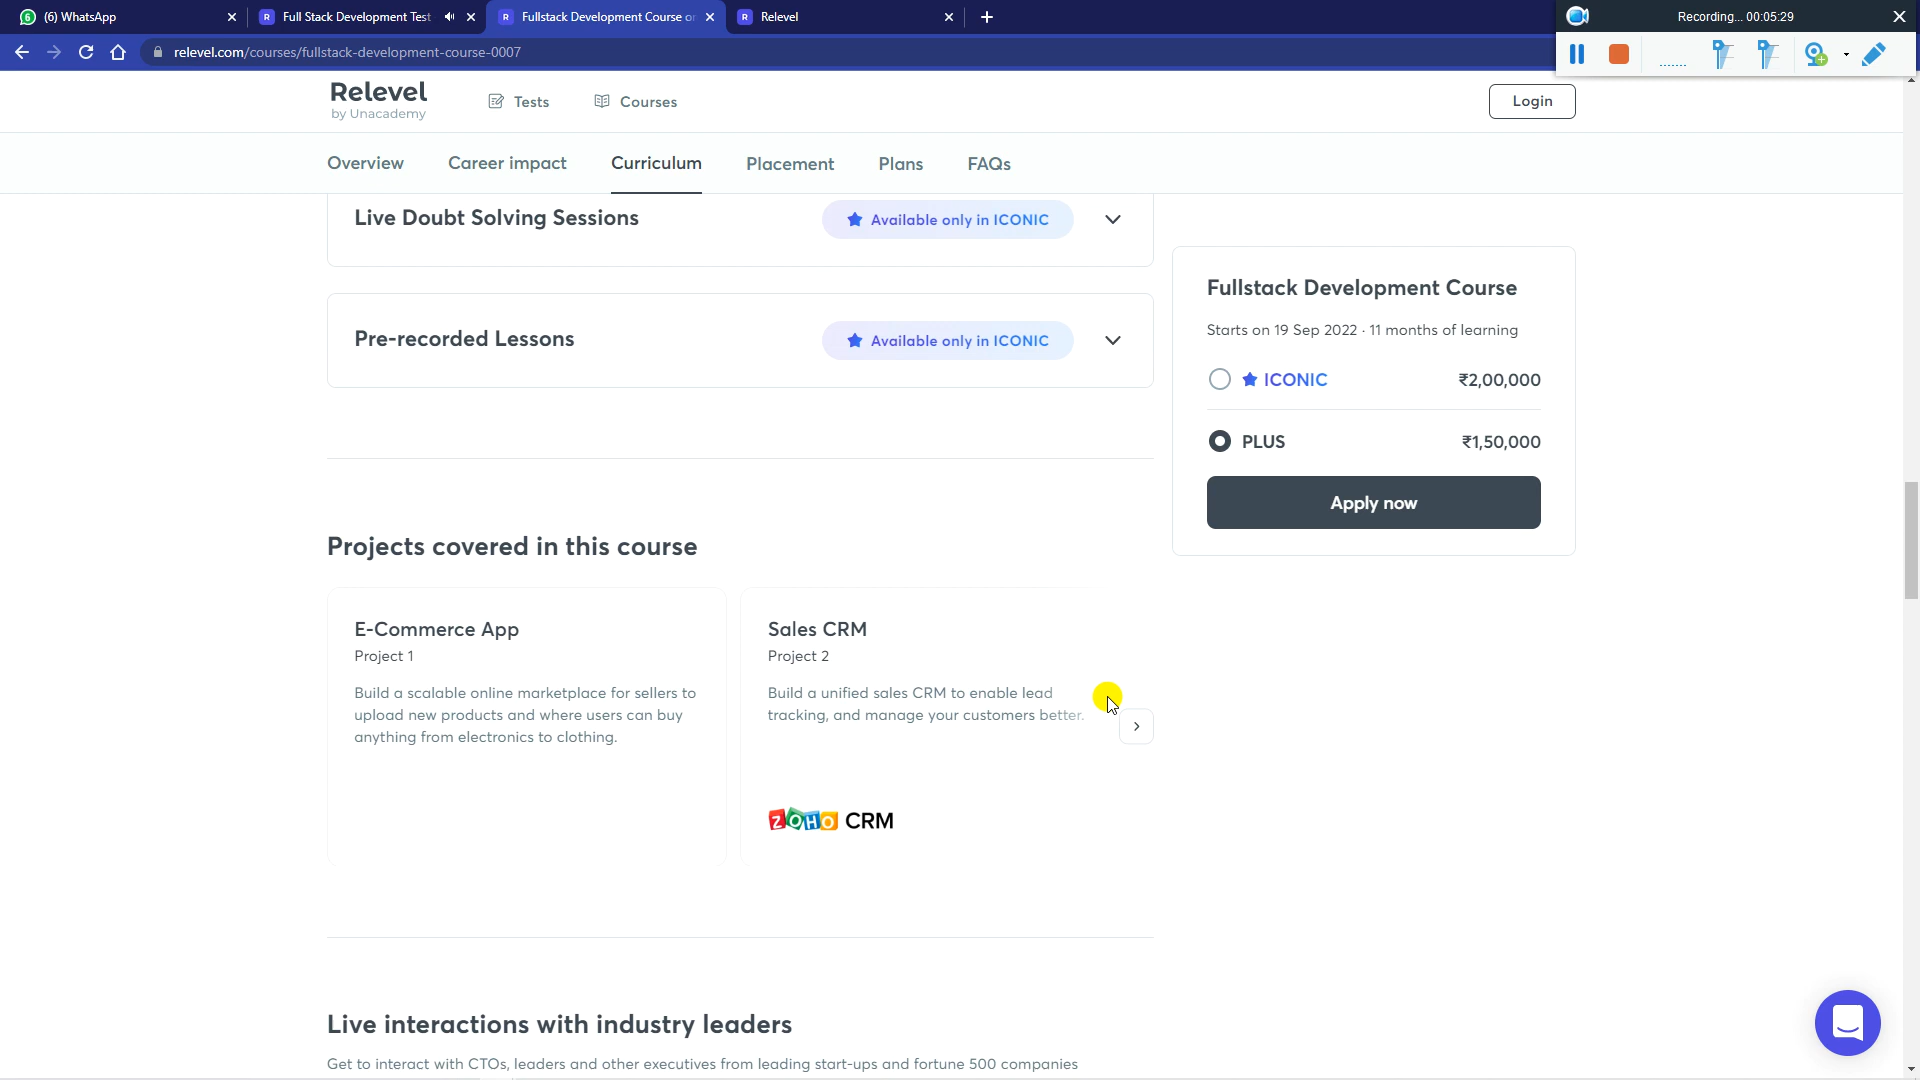 6
(6) WhatsApp
R
Full Stack Development Test
R
Fullstack Development Course or
R
Relevel
Recording... 00:05:29
relevel.com/courses/fullstack-development-course-0007
Relevel
by Unacademy
Tests
Courses
Login
Overview
Career impact
Curriculum
Placement
Plans
FAQs
Live Doubt Solving Sessions
Available only in ICONIC
Pre-recorded Lessons
Available only in ICONIC
Fullstack Development Course
Starts on 19 Sep 2022 · 11 months of learning
ICONIC
₹2,00,000
PLUS
₹1,50,000
Apply now
Projects covered in this course
E-Commerce App
Project 1
Build a scalable online marketplace for sellers to
upload new products and where users can buy
anything from electronics to clothing.
Sales CRM
Project 2
Build a unified sales CRM to enable lead
tracking, and manage your customers better.
ZOHO CRM
Live interactions with industry leaders
Get to interact with CTOs, leaders and other executives from leading start-ups and fortune 500 companies